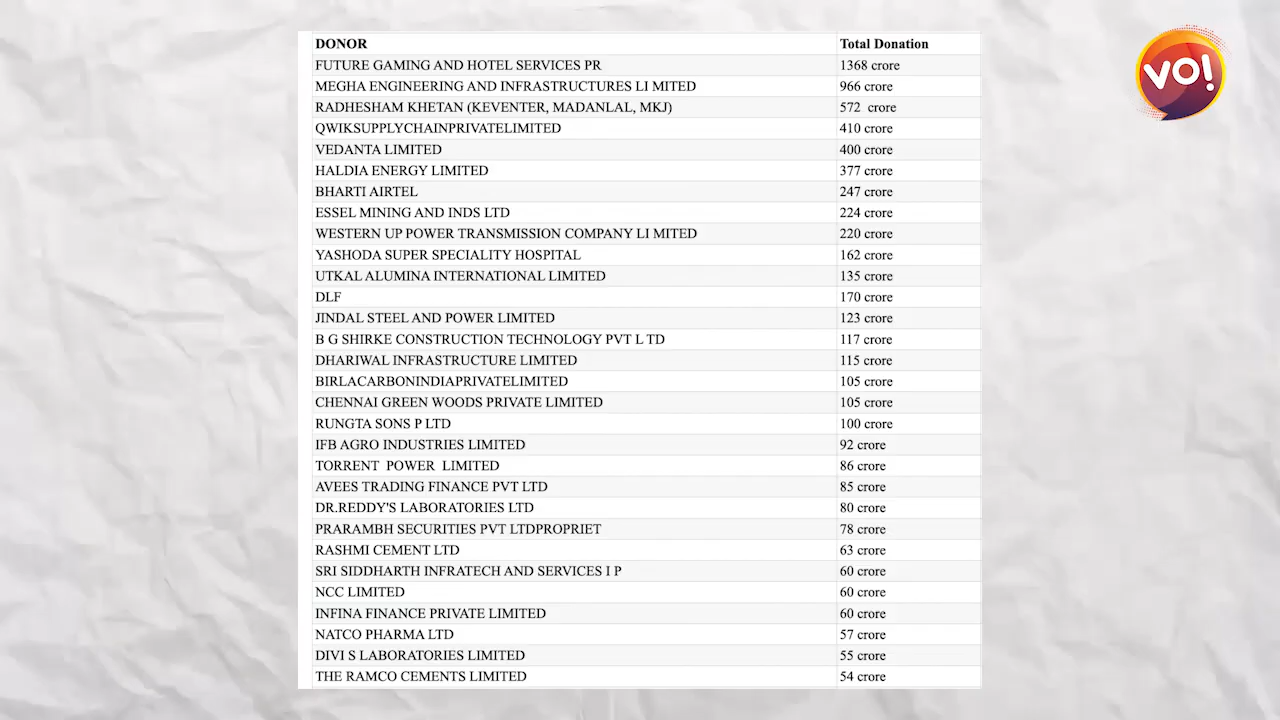 DONOR Total Donation
FUTURE GAMING AND HOTEL SERVICES PR 1368 crore
MEGHA ENGINEERING AND INFRASTRUCTURES LI MITED 966 crore
RADHESHAM KHETAN (KEVENTER, MADANLAL, MKJ) 572 crore
QWIKSUPPLYCHAINPRIVATELIMITED 410 crore
VEDANTA LIMITED 400 crore
HALDIA ENERGY LIMITED 377 crore
BHARTI AIRTEL 247 crore
ESSEL MINING AND INDS LTD 224 crore
WESTERN UP POWER TRANSMISSION COMPANY LI MITED 220 crore
YASHODA SUPER SPECIALITY HOSPITAL 162 crore
UTKAL ALUMINA INTERNATIONAL LIMITED 135 crore
DLF 170 crore
JINDAL STEEL AND POWER LIMITED 123 crore
B G SHIRKE CONSTRUCTION TECHNOLOGY PVT L TD 117 crore
DHARIWAL INFRASTRUCTURE LIMITED 115 crore
BIRLACARBONINDIAPRIVATELIMITED 105 crore
CHENNAI GREEN WOODS PRIVATE LIMITED 105 crore
RUNGTA SONS P LTD 100 crore
IFB AGRO INDUSTRIES LIMITED 92 crore
TORRENT POWER LIMITED 86 crore
AVEES TRADING FINANCE PVT LTD 85 crore
DR.REDDY'S LABORATORIES LTD 80 crore
PRARAMBH SECURITIES PVT LTDPROPRIET 78 crore
RASHMI CEMENT LTD 63 crore
SRI SIDDHARTH INFRATECH AND SERVICES I P 60 crore
NCC LIMITED 60 crore
INFINA FINANCE PRIVATE LIMITED 60 crore
NATCO PHARMA LTD 57 crore
DIVI S LABORATORIES LIMITED 55 crore
THE RAMCO CEMENTS LIMITED 54 crore
VO!